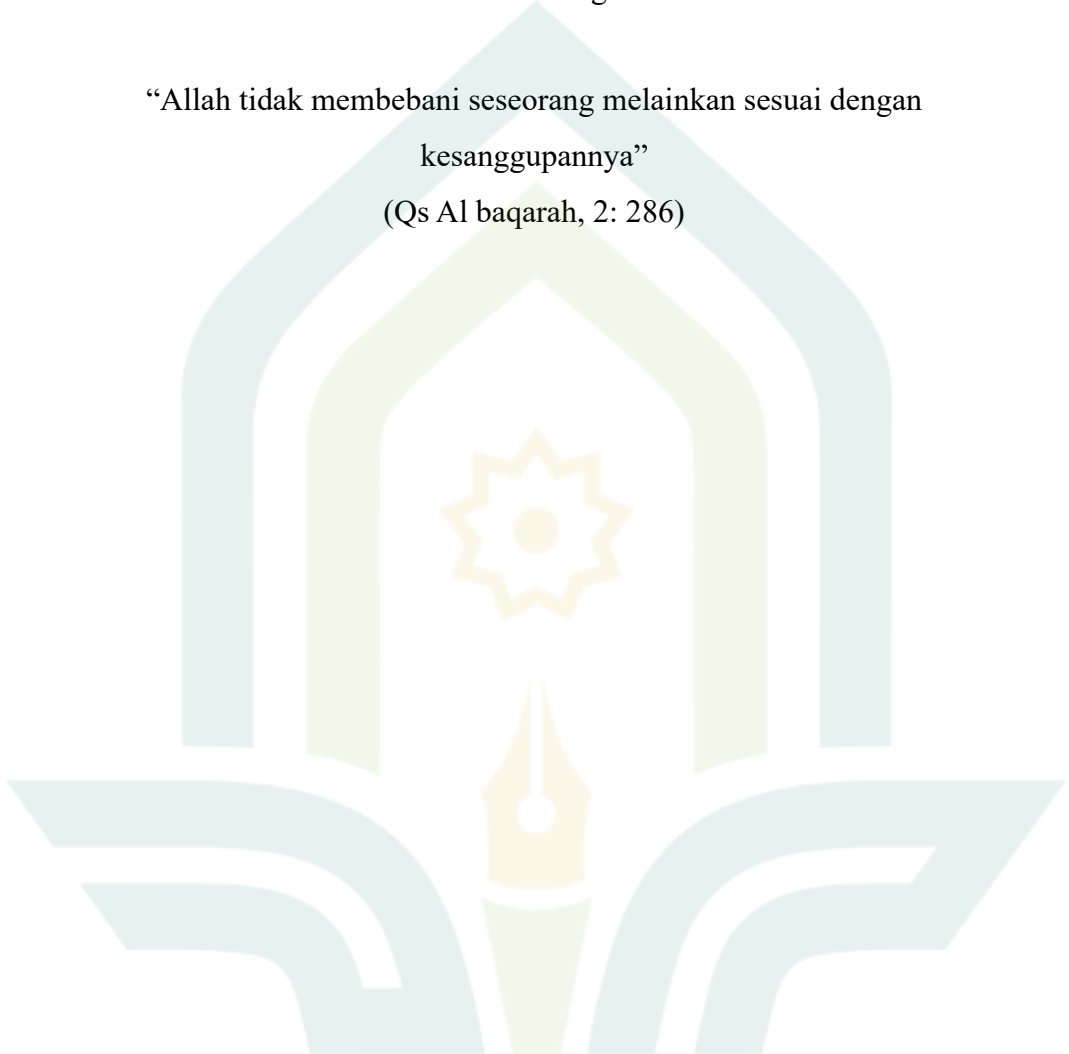 “Allah tidak membebani seseorang melainkan sesuai dengan
kesanggupannya”
(Qs Al baqarah, 2: 286)